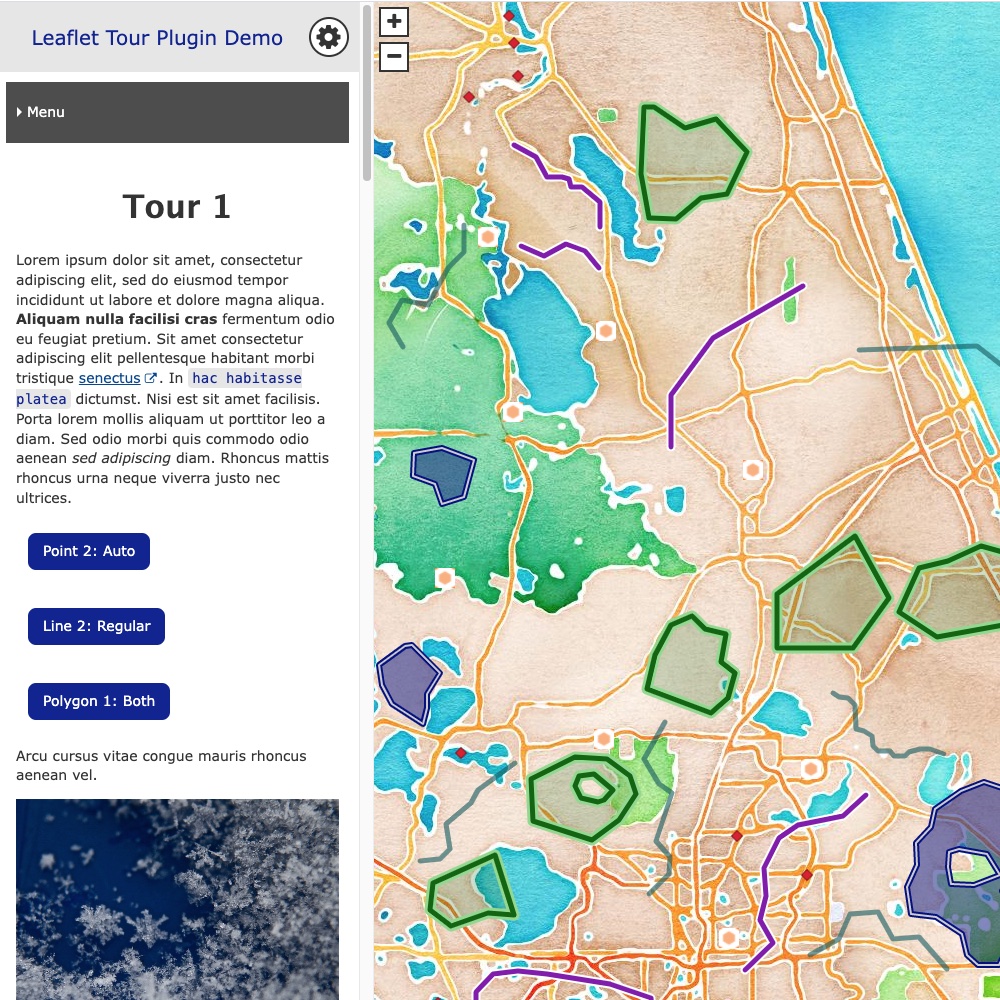 Leaflet Tour Plugin Demo
Menu
Tour 1
Lorem ipsum dolor sit amet, consectetur
adipiscing elit, sed do eiusmod tempor
incididunt ut labore et dolore magna aliqua.
Aliquam nulla facilisi cras fermentum odio
eu feugiat pretium. Sit amet consectetur
adipiscing elit pellentesque habitant morbi
tristique senectus. In hac habitasse
platea dictumst. Nisi est sit amet facilisis.
Porta lorem mollis aliquam ut porttitor leo a
diam. Sed odio morbi quis commodo odio
aenean sed adipiscing diam. Rhoncus mattis
rhoncus urna neque viverra justo nec
ultrices.
Point 2: Auto
Line 2: Regular
Polygon 1: Both
Arcu cursus vitae congue mauris rhoncus
aenean vel.
+
−